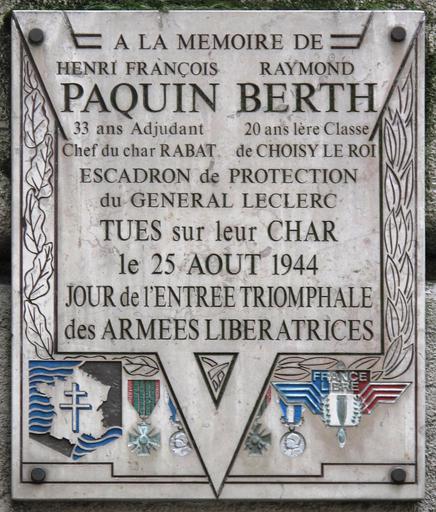 A LA MEMOIRE DE
HENRI FRANÇOIS RAYMOND
PAQUIN BERTH
33 ans Adjudant 20 ans lère Classe
Chef du char RABAT de CHOISY LE ROI
ESCADRON de PROTECTION
du GENERAL LECLERC
TUES sur leur CHAR
le 25 AOUT 1944
JOUR de l'ENTREE TRIOMPHALE
des ARMEES LIBERATRICES
FRANCE
LIBRE